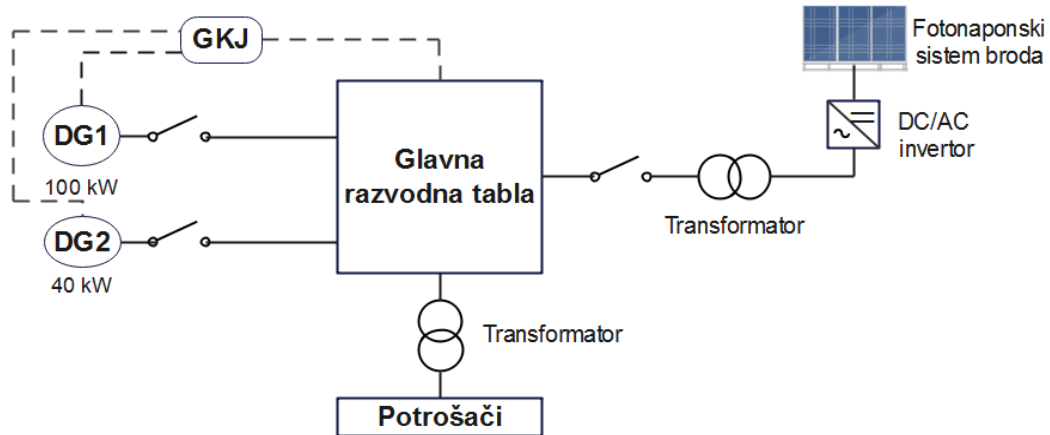 GKJ
Fotonaponski
sistem broda
DG1
100 kW
Glavna
razvodna tabla
DC/AC
invertor
Transformator
DG2
40 kW
Transformator
Potrošači